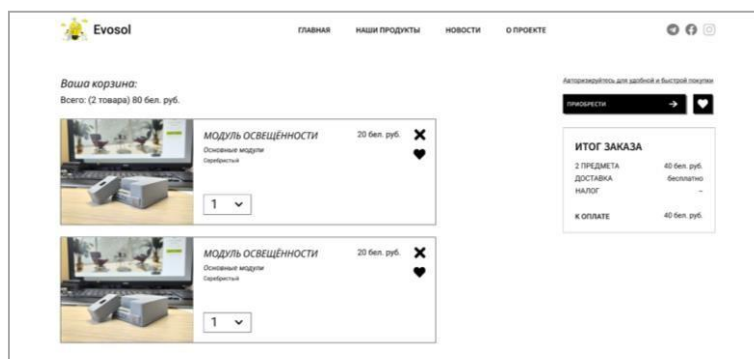 Evosol
ГЛАВНАЯ НАШИ ПРОДУКТЫ НОВОСТИ О ПРОЕКТЕ
Ваша корзина:
Всего: (2 товара) 80 бел. руб.
МОДУЛЬ ОСВЕЩЁННОСТИ 20 бел. руб.
Основные модули
Серебристый
1
МОДУЛЬ ОСВЕЩЁННОСТИ 20 бел. руб.
Основные модули
Серебристый
1
Авторизируйтесь для удобной и быстрой покупки
ПРИОБРЕСТИ
ИТОГ ЗАКАЗА
2 ПРЕДМЕТА 40 бел. руб.
ДОСТАВКА бесплатно
НАЛОГ –
К ОПЛАТЕ 40 бел. руб.